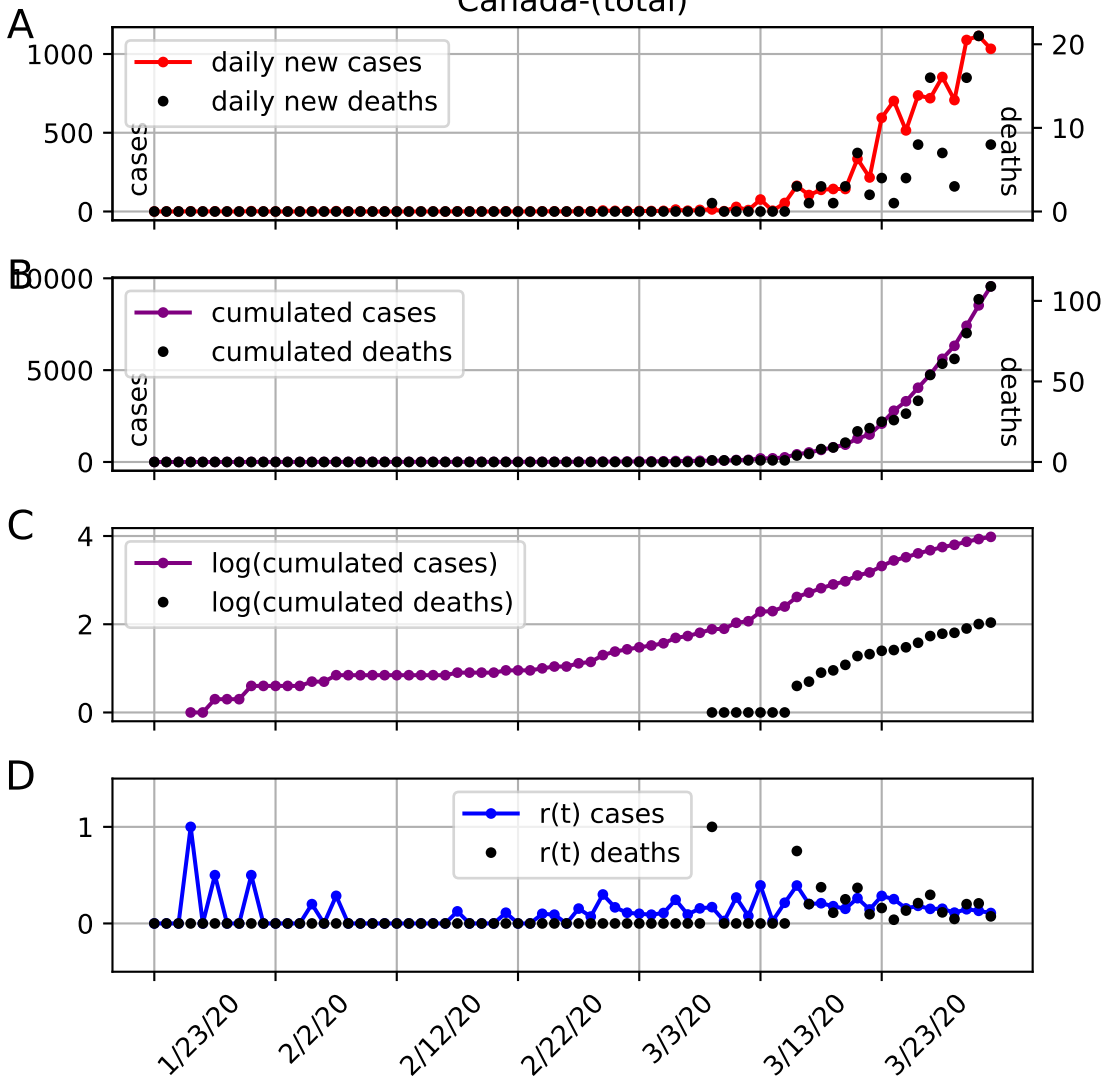 Canada-(total)
A
1000
500
0
cases
daily new cases
daily new deaths
20
10
0
deaths
B
10000
5000
0
cases
cumulated cases
cumulated deaths
100
50
0
deaths
C
4
2
0
log(cumulated cases)
log(cumulated deaths)
D
1
0
r(t) cases
r(t) deaths
1/23/20
2/2/20
2/12/20
2/22/20
3/3/20
3/13/20
3/23/20